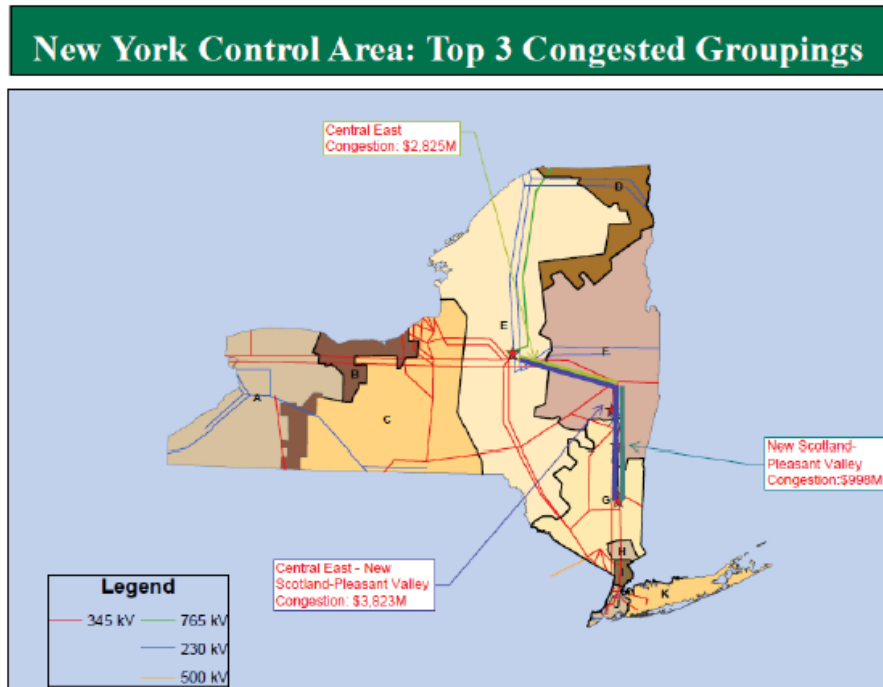 New York Control Area: Top 3 Congested Groupings
Central East
Congestion: $2,825M
D
E
F
B
A
C
New Scotland-
Pleasant Valley
Congestion:$998M
G
H
Central East - New
Scotland-Pleasant Valley
Congestion: $3,823M
I
K
Legend
345 kV
765 kV
230 kV
500 kV